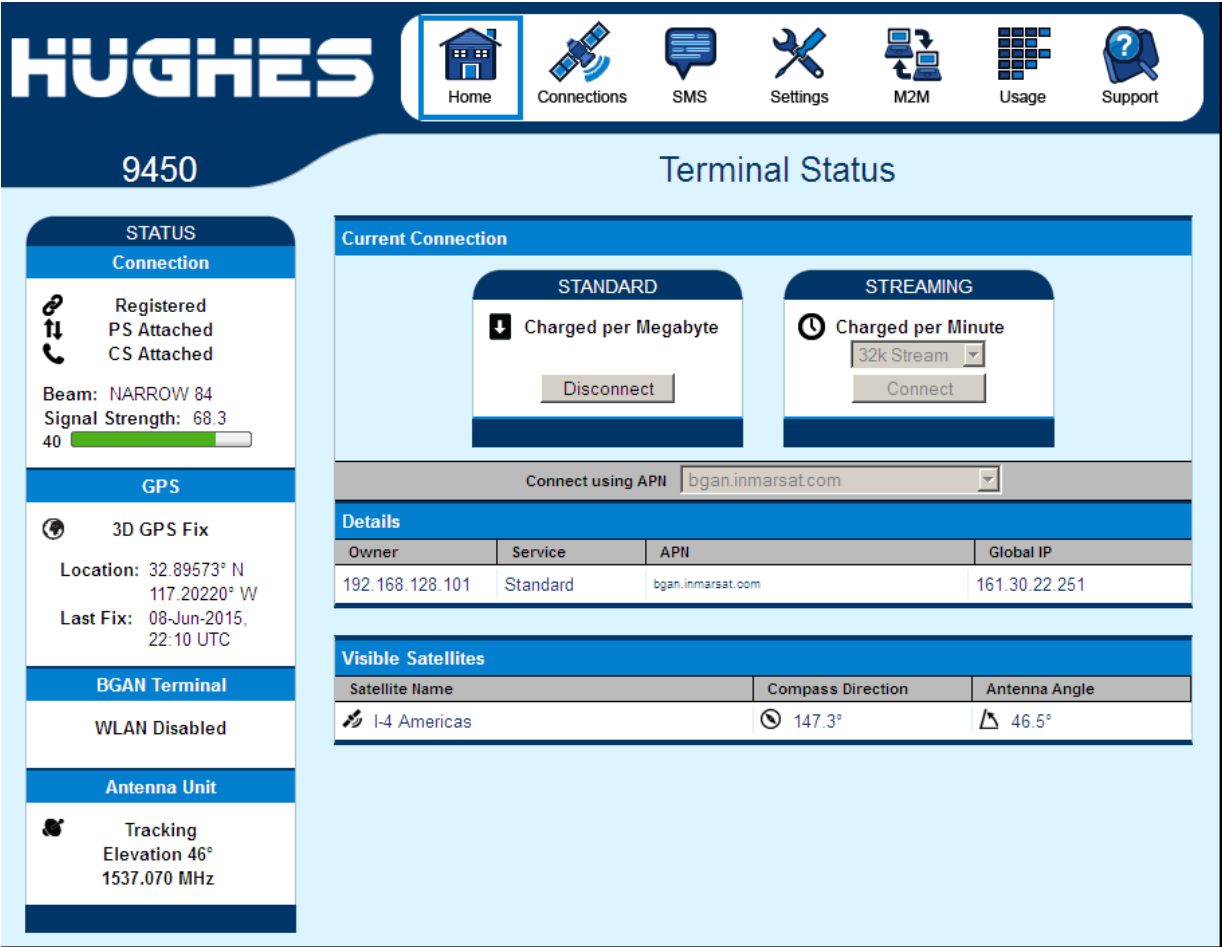 HUGHES
Home Connections SMS Settings M2M Usage Support
9450
Terminal Status
STATUS
Connection
Registered
PS Attached
CS Attached
Beam: NARROW 84
Signal Strength: 68.3
40
GPS
3D GPS Fix
Location: 32.89573° N
117.20220° W
Last Fix: 08-Jun-2015,
22:10 UTC
BGAN Terminal
WLAN Disabled
Antenna Unit
Tracking
Elevation 46°
1537.070 MHz
Current Connection
STANDARD
Charged per Megabyte
Disconnect
STREAMING
Charged per Minute
32k Stream
Connect
Connect using APN bgan.inmarsat.com
Details
Owner Service APN Global IP
192.168.128.101 Standard bgan.inmarsat.com 161.30.22.251
Visible Satellites
Satellite Name Compass Direction Antenna Angle
I-4 Americas 147.3° 46.5°